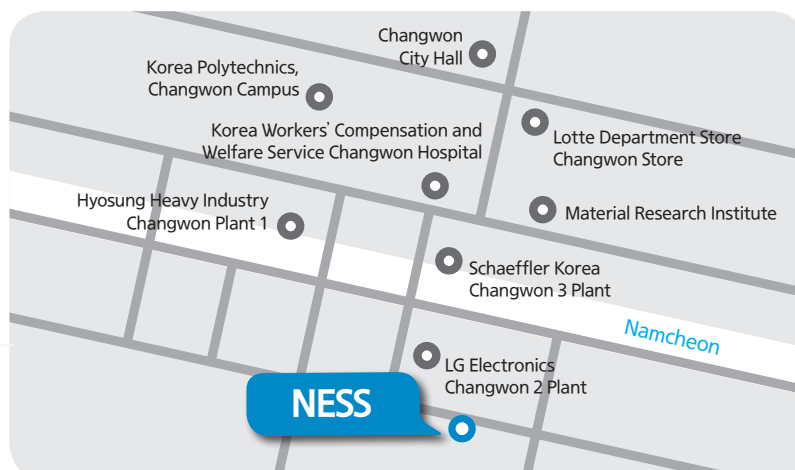 Changwon
City Hall
Korea Polytechnics,
Changwon Campus
Korea Workers' Compensation and
Welfare Service Changwon Hospital
Lotte Department Store
Changwon Store
Hyosung Heavy Industry
Changwon Plant 1
Material Research Institute
Schaeffler Korea
Changwon 3 Plant
Namcheon
LG Electronics
Changwon 2 Plant
NESS